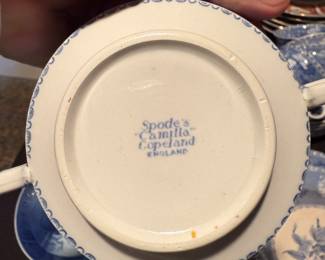 Spode's
"Camilla"
Copeland
ENGLAND